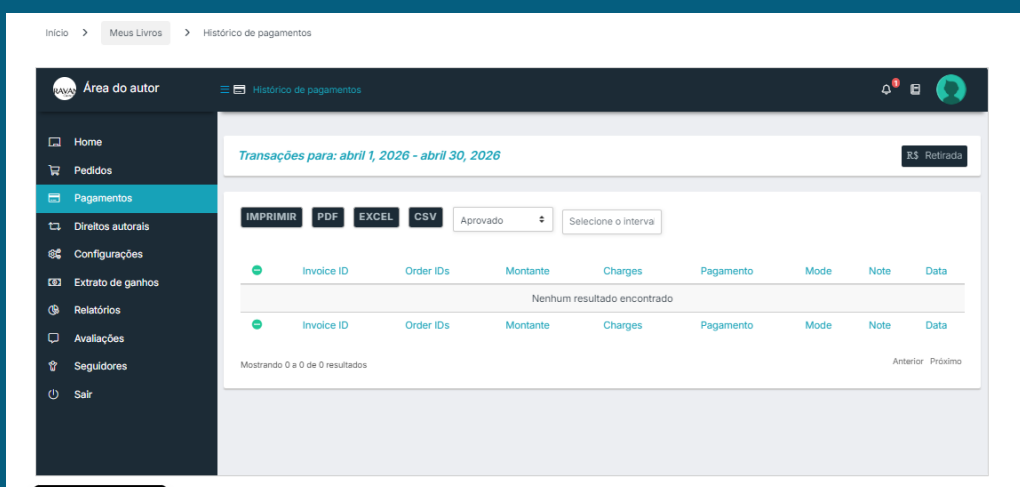 Início > Meus Livros > Histórico de pagamentos
RAVAN Área do autor
Histórico de pagamentos
1
Home
Pedidos
Pagamentos
Direitos autorais
Configurações
Extrato de ganhos
Relatórios
Avaliações
Seguidores
Sair
Transações para: abril 1, 2026 - abril 30, 2026
R$ Retirada
IMPRIMIR PDF EXCEL CSV Aprovado Selecione o interva
Invoice ID Order IDs Montante Charges Pagamento Mode Note Data
Nenhum resultado encontrado
Invoice ID Order IDs Montante Charges Pagamento Mode Note Data
Mostrando 0 a 0 de 0 resultados
Anterior Próximo